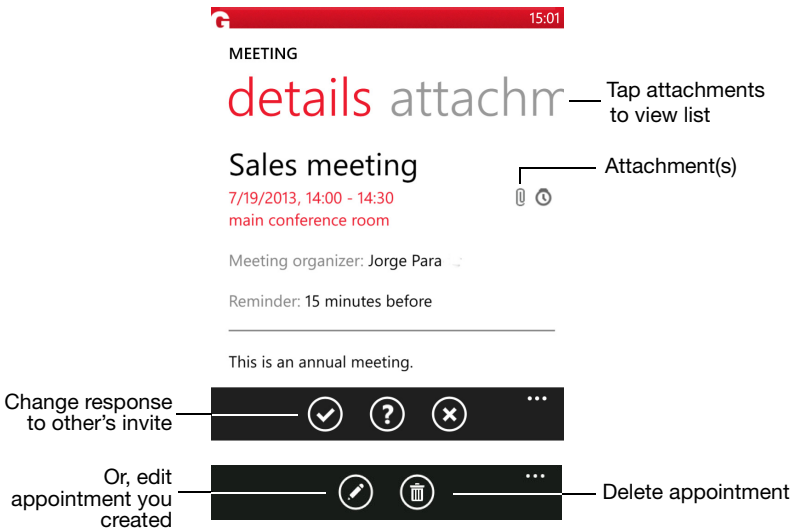 15:01
MEETING
details attachm
Tap attachments
to view list
Sales meeting
Attachment(s)
7/19/2013, 14:00 - 14:30
main conference room
Meeting organizer: Jorge Para
Reminder: 15 minutes before
This is an annual meeting.
Change response
to other’s invite
Or, edit
appointment you
created
Delete appointment